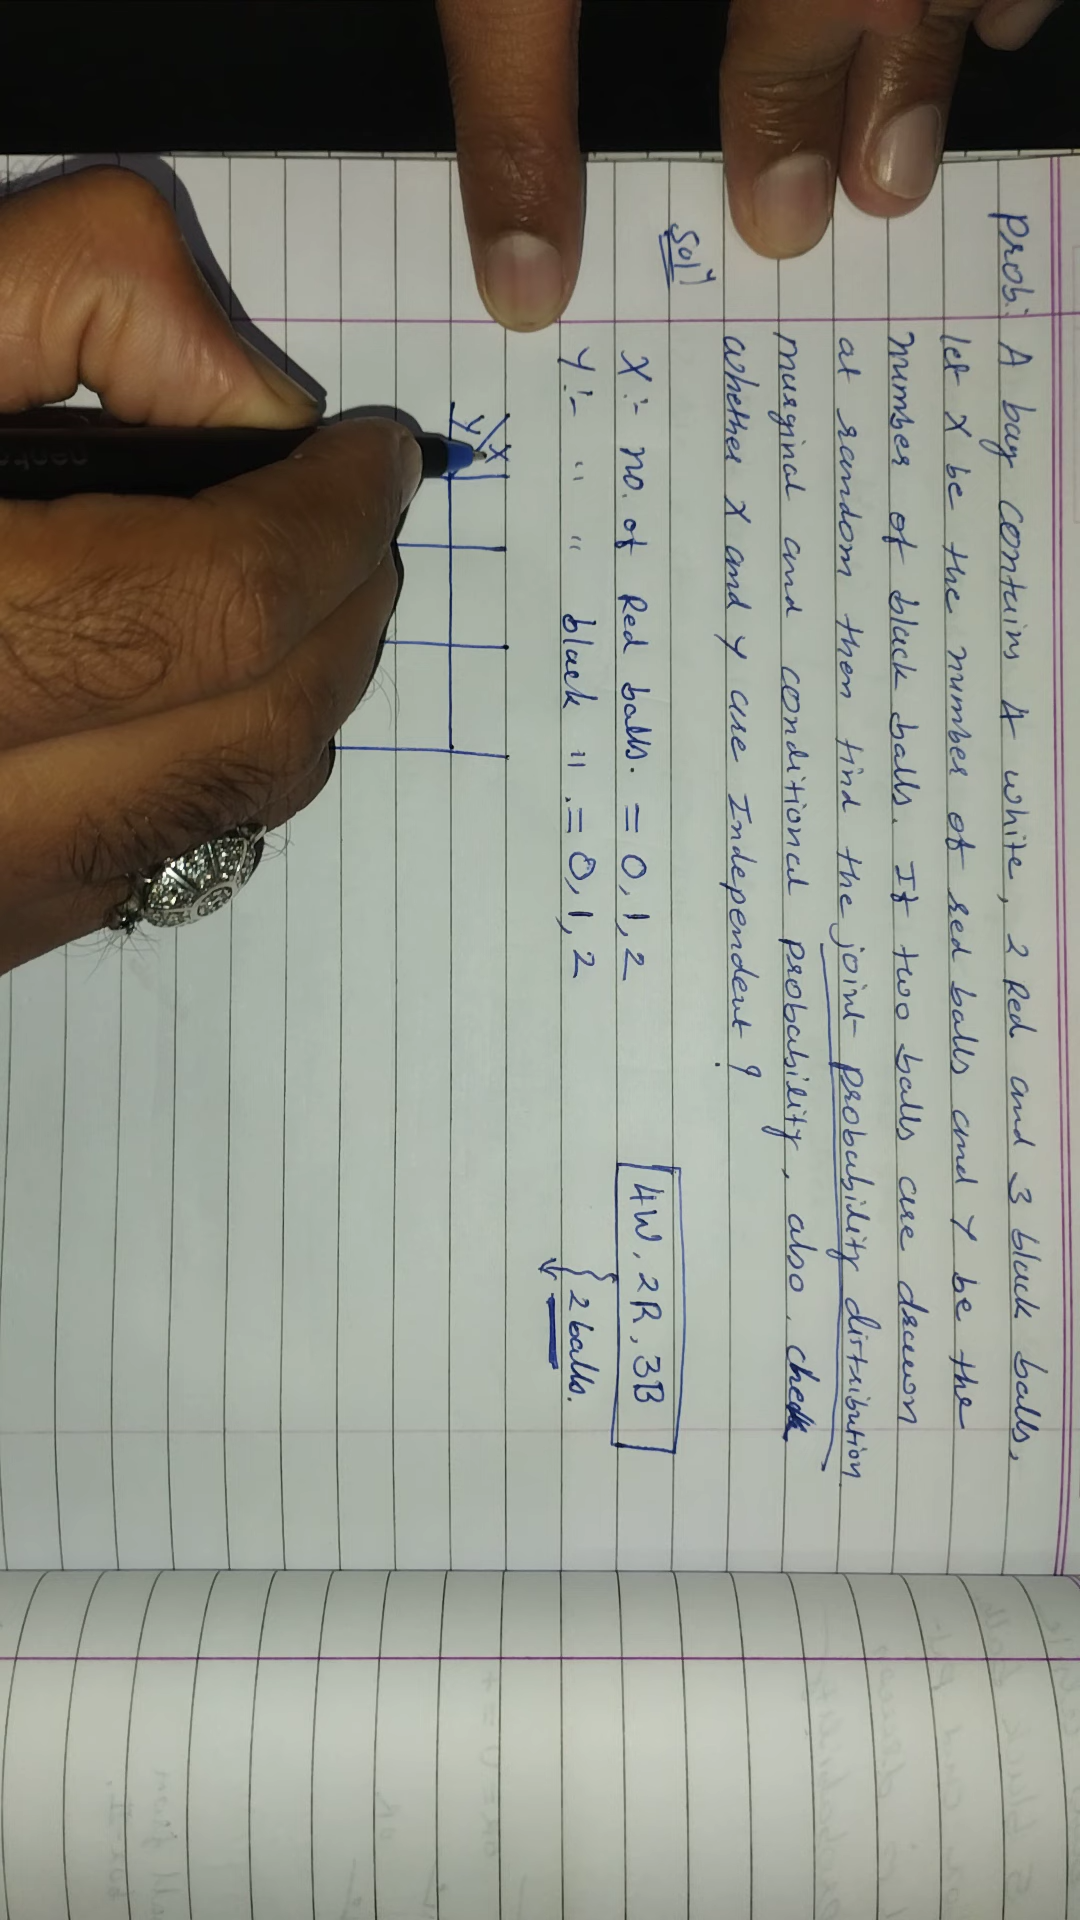 Prob: A bag contains 4 white, 2 Red and 3 black balls,
let X be the number of red balls and Y be the
number of black balls. If two balls are drawn
at random then find the joint probability distribution.
marginal and conditional probability, also, check
whether X and Y are Independent ?
Solⁿ
X :- no. of Red balls. = 0, 1, 2
4W, 2R, 3B
Y :- " " black " . = 0, 1, 2
2 balls.
X
Y